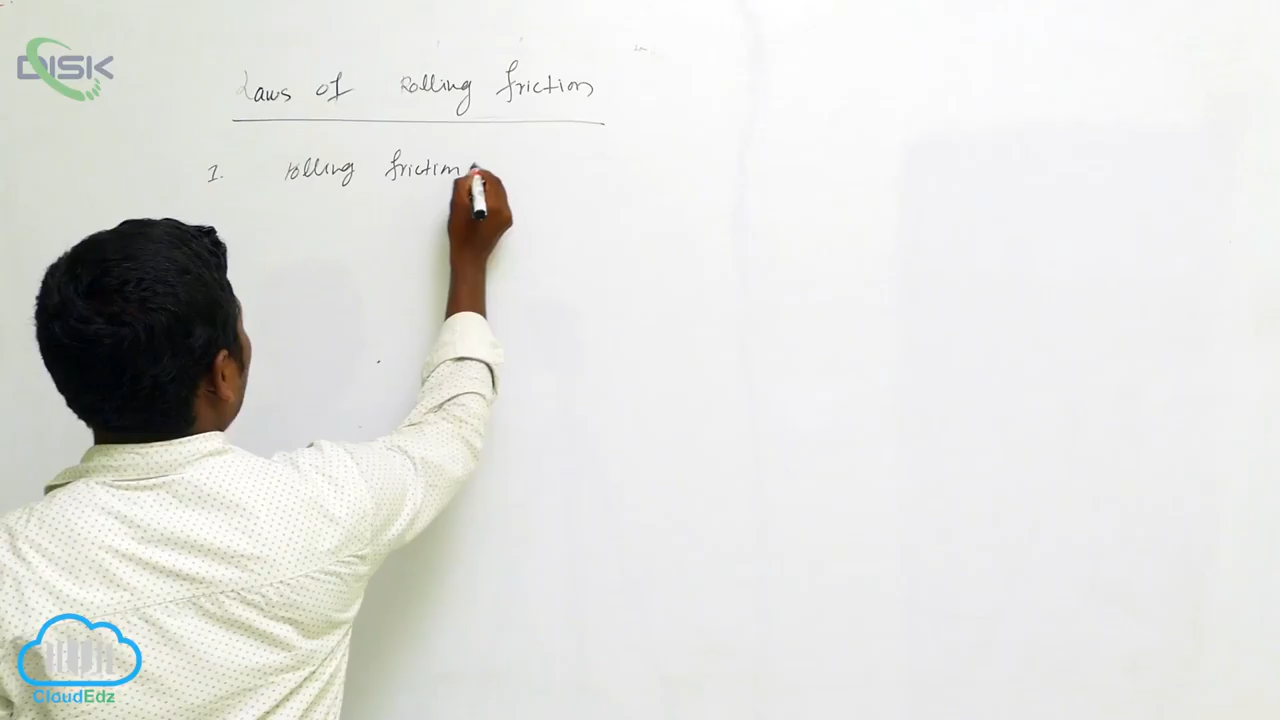 DISK
Laws of Rolling friction
1. rolling friction
CloudEdz